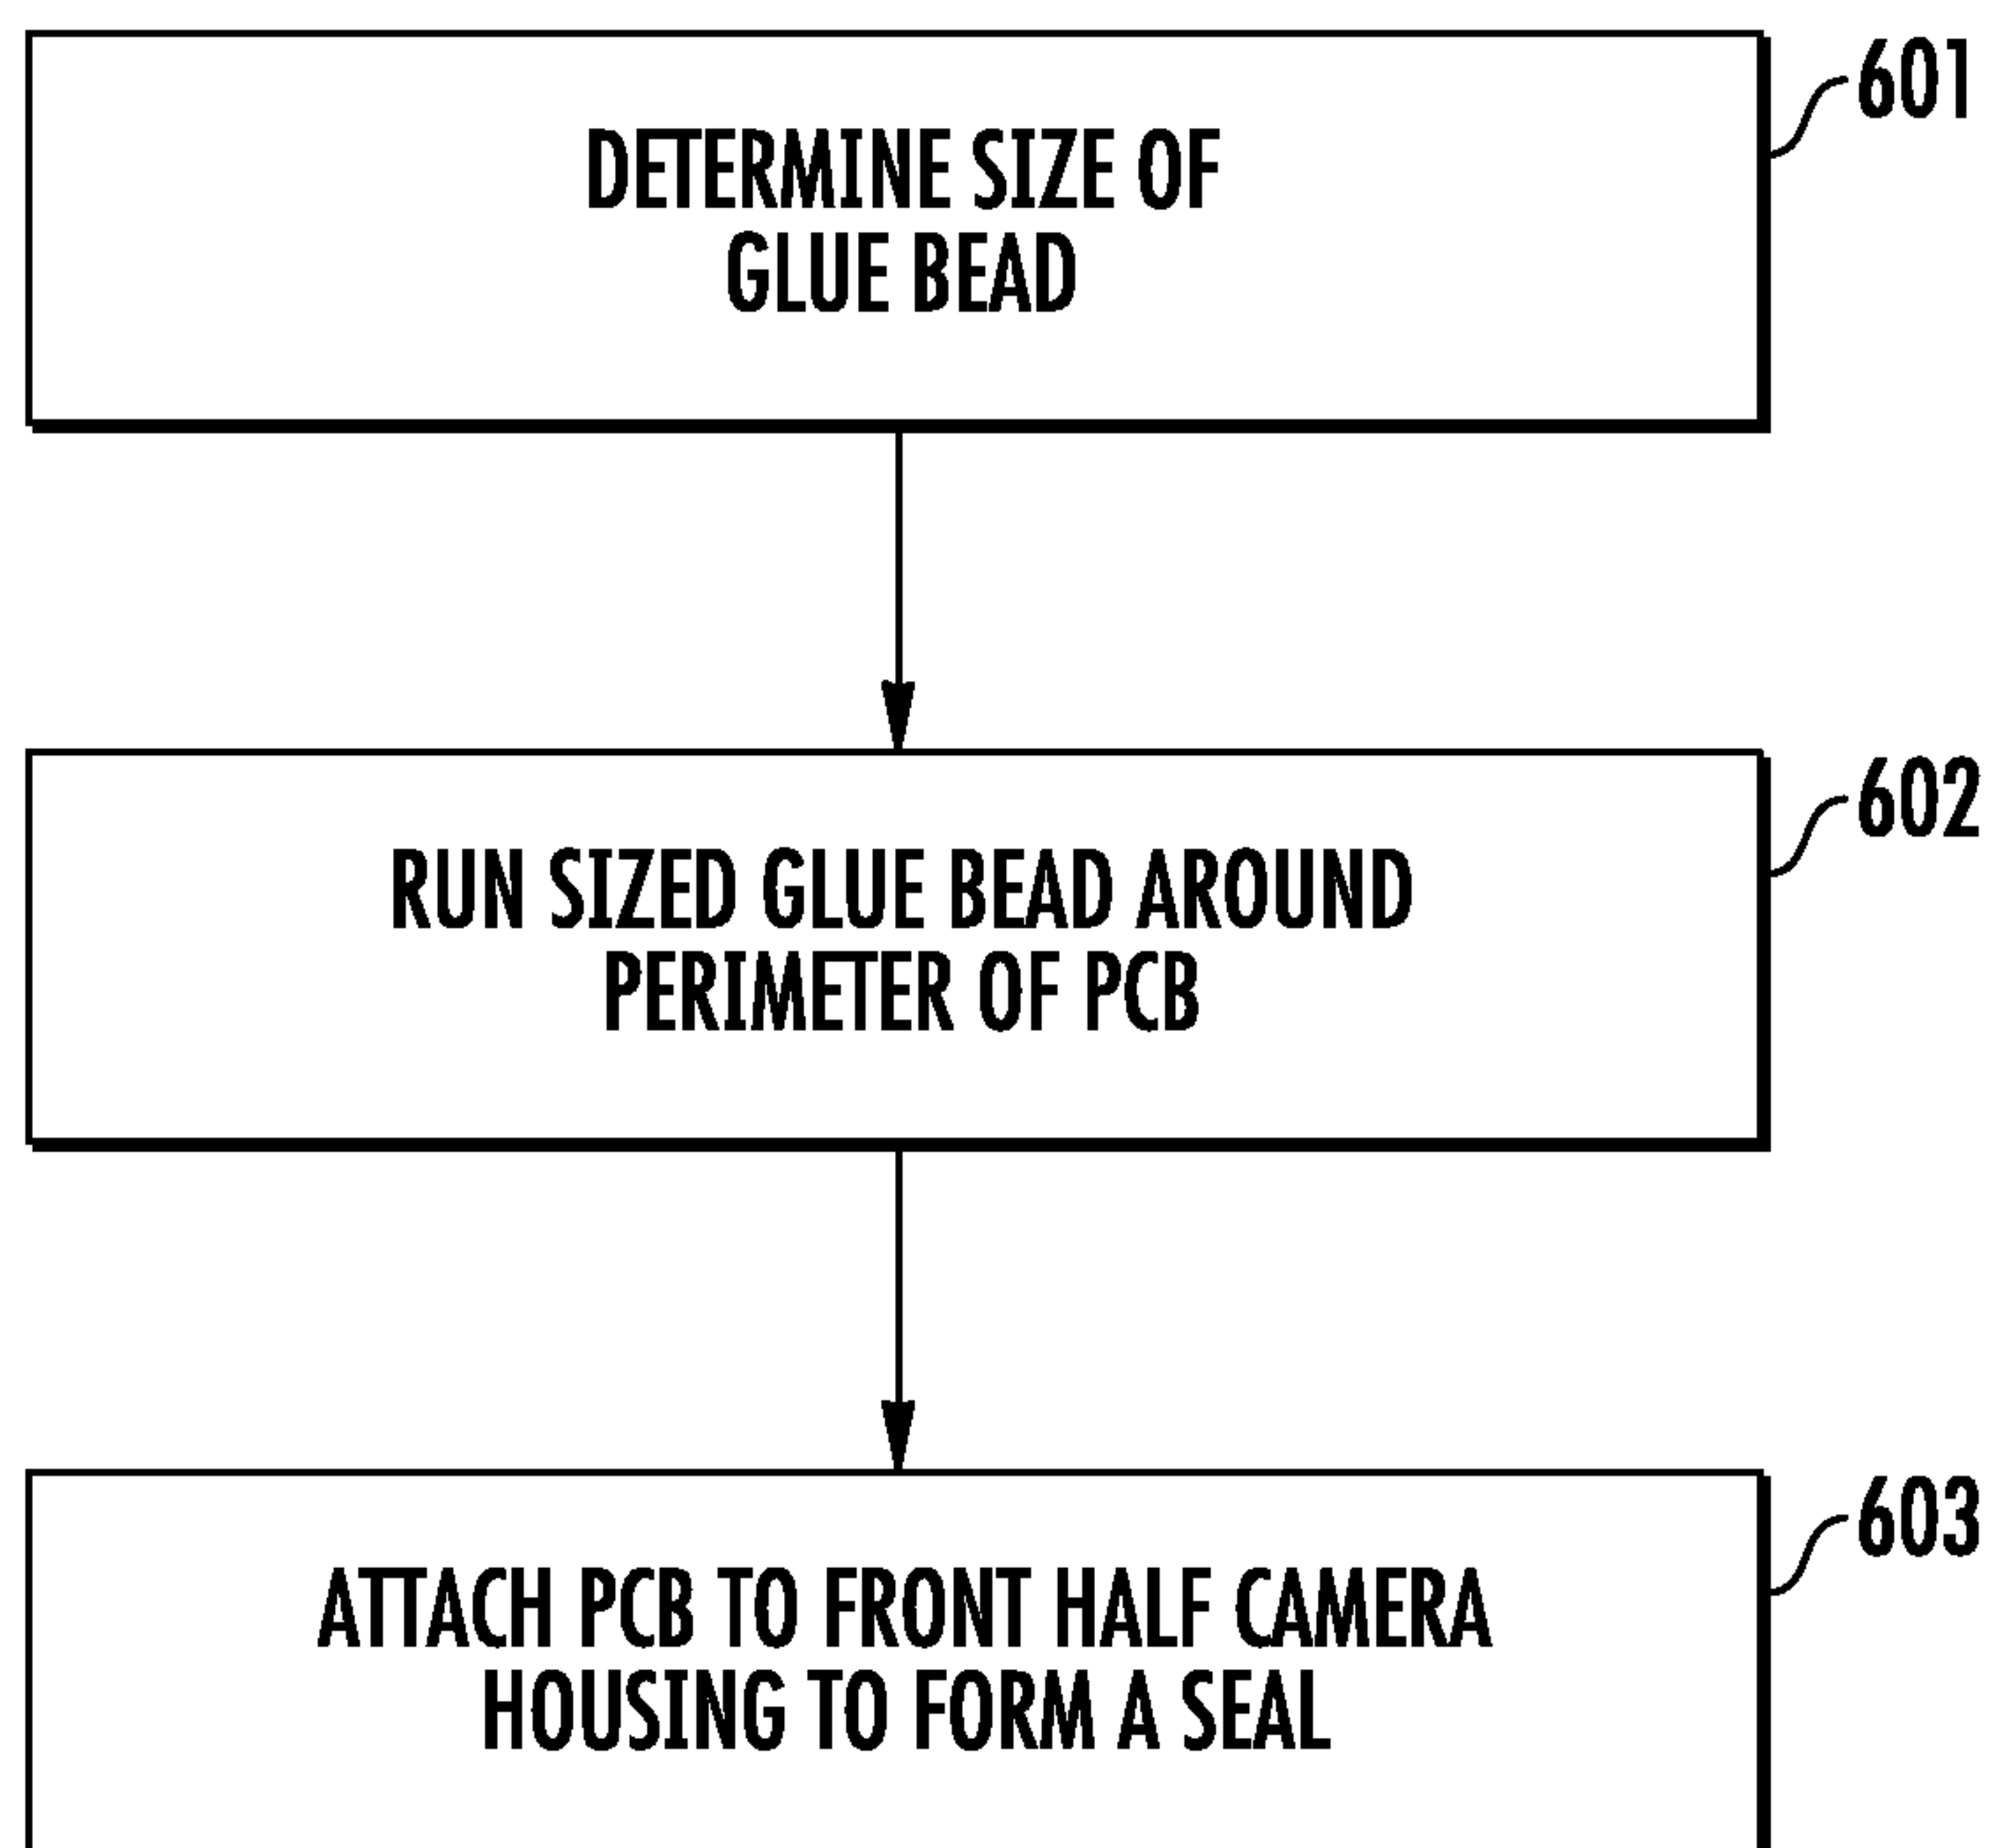 601
DETERMINE SIZE OF
GLUE BEAD
602
RUN SIZED GLUE BEAD AROUND
PERIMETER OF PCB
603
ATTACH PCB TO FRONT HALF CAMERA
HOUSING TO FORM A SEAL